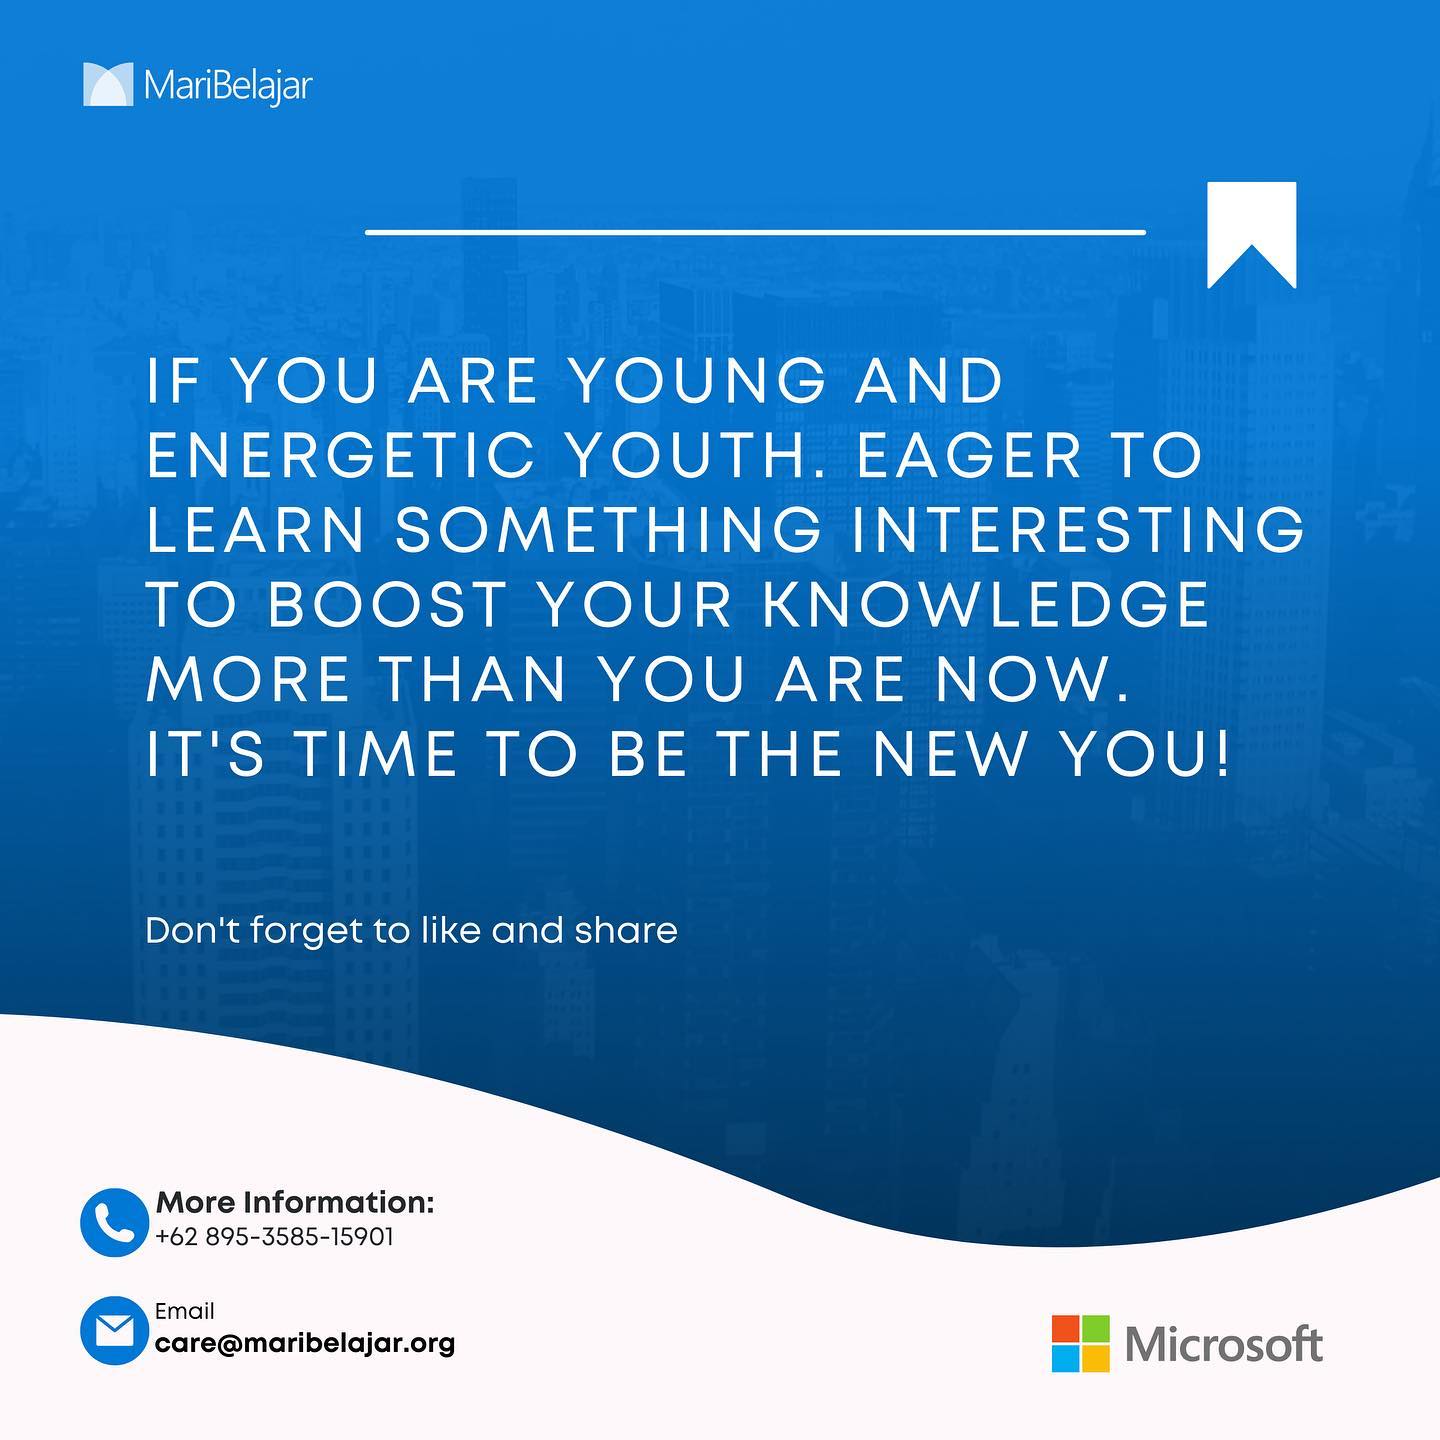 MariBelajar
IF YOU ARE YOUNG AND
ENERGETIC YOUTH. EAGER TO
LEARN SOMETHING INTERESTING
TO BOOST YOUR KNOWLEDGE
MORE THAN YOU ARE NOW.
IT'S TIME TO BE THE NEW YOU!
Don't forget to like and share
More Information:
+62 895-3585-15901
Email
care@maribelajar.org
Microsoft